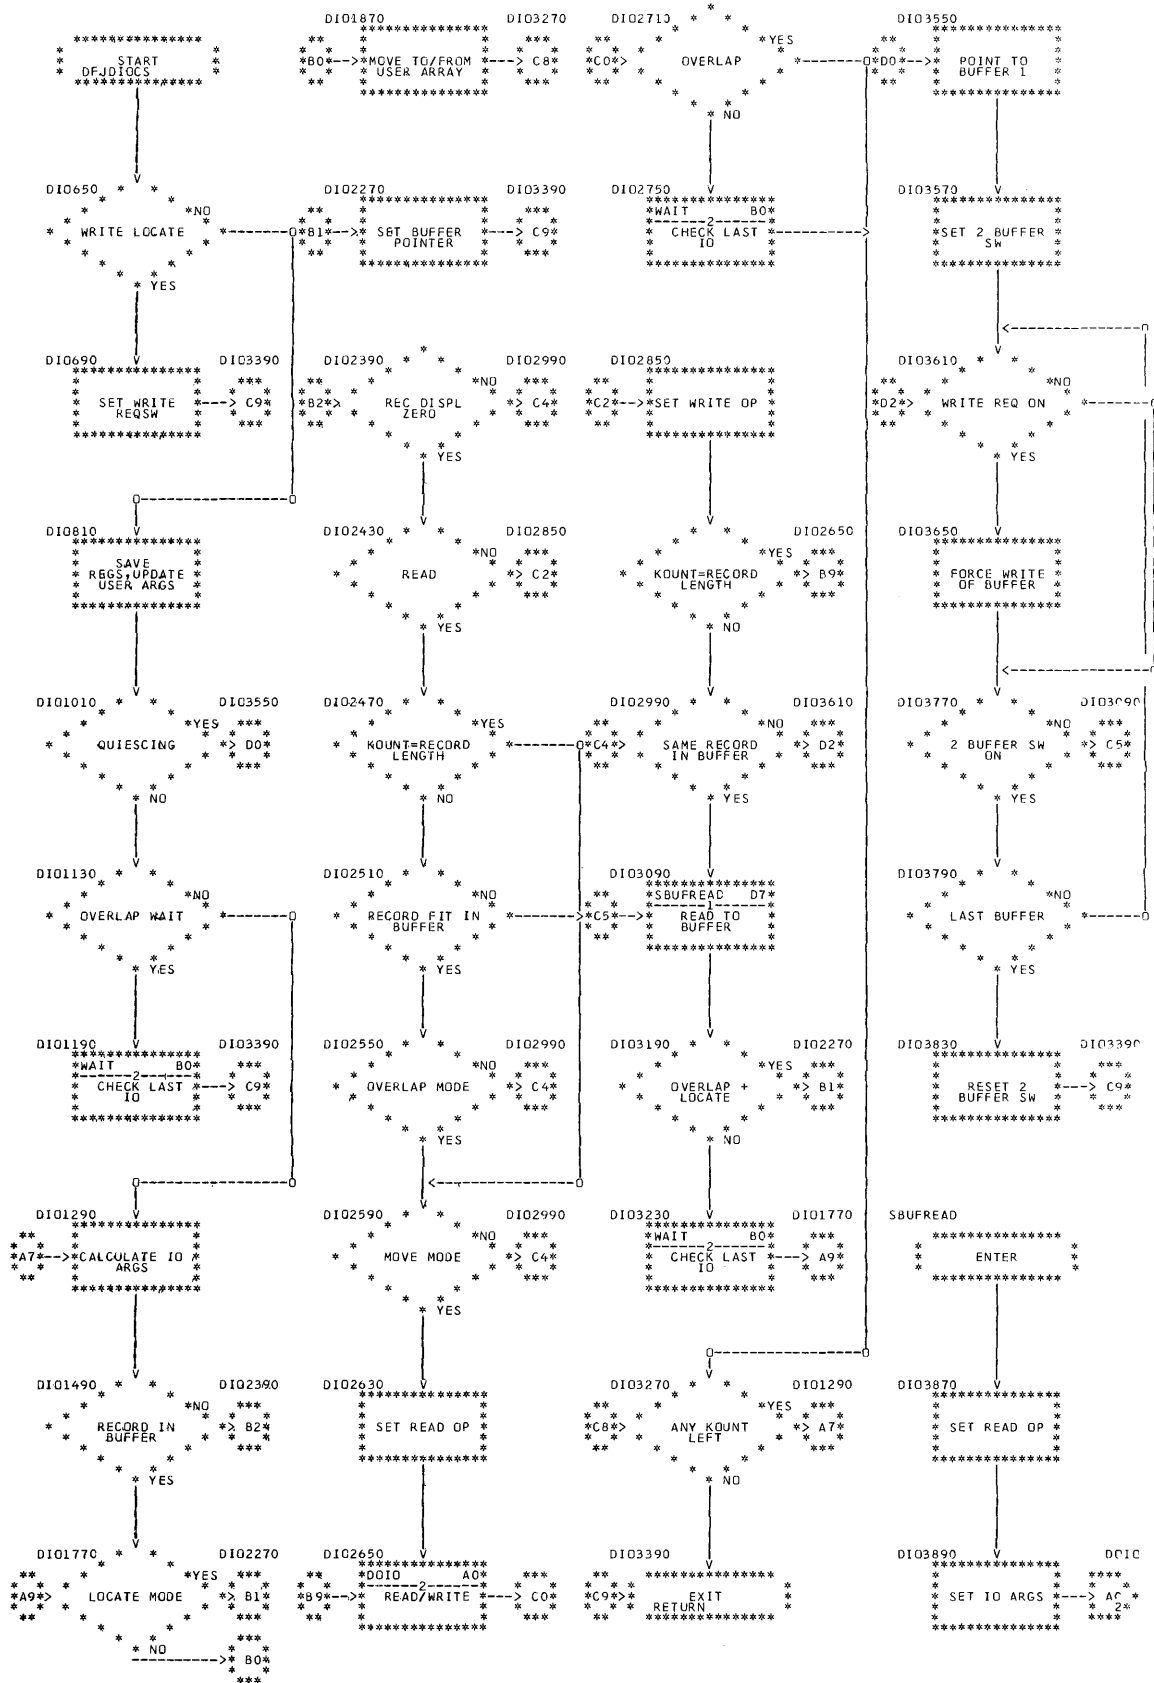 START
DFJDIOCS
DIO650
WRITE LOCATE
NO
YES
DIO690
SET WRITE
REQSW
DIO3390
C9
DIO810
SAVE
REGS,UPDATE
USER ARGS
DIO1010
QUIESCING
YES
DIO3550
D0
NO
DIO1130
OVERLAP WAIT
NO
YES
DIO1190
WAIT B0
2
CHECK LAST
IO
DIO3390
C9
DIO1290
A7
CALCULATE IO
ARGS
DIO1490
RECORD IN
BUFFER
NO
DIO2390
B2
YES
DIO1770
A9
LOCATE MODE
YES
DIO2270
B1
NO
B0
DIO1870
B0
MOVE TO/FROM
USER ARRAY
DIO3270
C8
DIO2270
B1
SET BUFFER
POINTER
DIO3390
C9
DIO2390
B2
REC DISPL
ZERO
NO
DIO2990
C4
YES
DIO2430
READ
NO
DIO2850
C2
YES
DIO2470
KOUNT=RECORD
LENGTH
YES
NO
DIO2510
RECORD FIT IN
BUFFER
NO
YES
DIO2550
OVERLAP MODE
NO
DIO2990
C4
YES
DIO2590
MOVE MODE
NO
DIO2990
C4
YES
DIO2630
SET READ OP
DIO2650
B9
DOIO A0
2
READ/WRITE
C0
DIO2710
C0
OVERLAP
YES
NO
DIO2750
WAIT B0
2
CHECK LAST
IO
DIO2850
C2
SET WRITE OP
KOUNT=RECORD
LENGTH
YES
DIO2650
B9
NO
DIO2990
C4
SAME RECORD
IN BUFFER
NO
DIO3610
D2
YES
DIO3090
C5
SBUFREAD D7
1
READ TO
BUFFER
DIO3190
OVERLAP +
LOCATE
YES
DIO2270
B1
NO
DIO3230
WAIT B0
2
CHECK LAST
IO
DIO1770
A9
DIO3270
C8
ANY KOUNT
LEFT
YES
DIO1290
A7
NO
DIO3390
C9
EXIT
RETURN
DIO3550
D0
POINT TO
BUFFER 1
DIO3570
SET 2 BUFFER
SW
DIO3610
D2
WRITE REQ ON
NO
YES
DIO3650
FORCE WRITE
OF BUFFER
DIO3770
2 BUFFER SW
ON
NO
DIO3090
C5
YES
DIO3790
LAST BUFFER
NO
YES
DIO3830
RESET 2
BUFFER SW
DIO3390
C9
SBUFREAD
ENTER
DIO3870
SET READ OP
DIO3890
SET IO ARGS
DOIO
A0
2